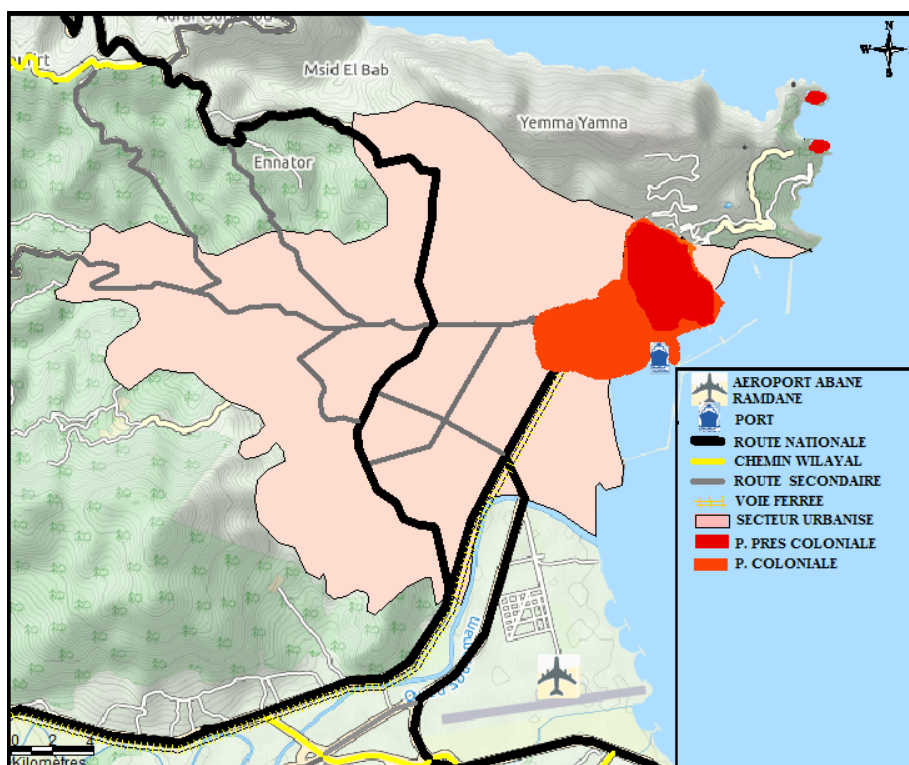 N
W
S
Msid El Bab
Yemma Yamna
Ennator
AEROPORT ABANE
RAMDANE
PORT
ROUTE NATIONALE
CHEMIN WILAYAL
ROUTE SECONDAIRE
VOIE FERREE
SECTEUR URBANISE
P. PRES COLONIALE
P. COLONIALE
0 2 4
Kilomètres